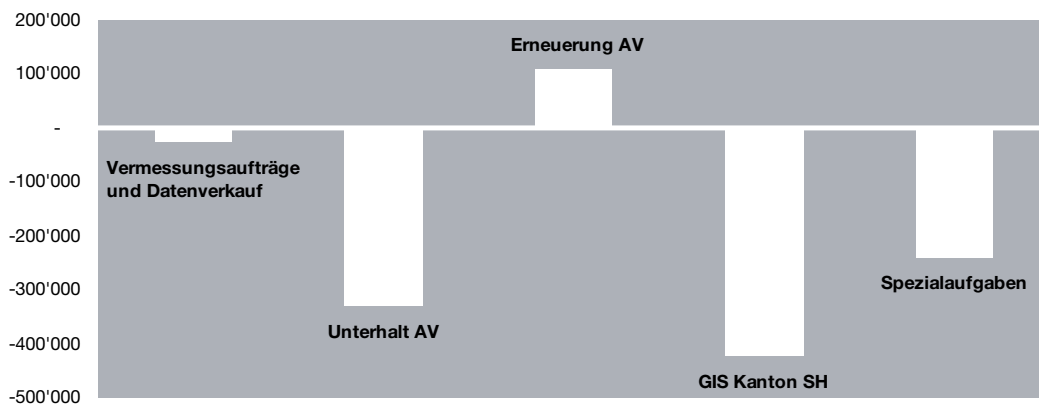 200'000
Erneuerung AV
100'000
-
Vermessungsaufträge
und Datenverkauf
-100'000
-200'000
-300'000
Spezialaufgaben
Unterhalt AV
-400'000
GIS Kanton SH
-500'000